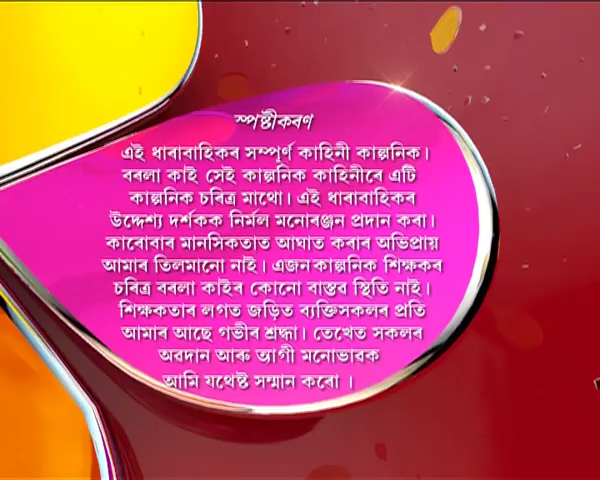 স্পষ্টীকৰণ
এই ধাৰাবাহিকৰ সম্পূৰ্ণ কাহিনী কাল্পনিক।
বৰলা কাই সেই কাল্পনিক কাহিনীৰে এটি
কাল্পনিক চৰিত্ৰ মাথো। এই ধাৰাবাহিকৰ
উদ্দেশ্য দৰ্শকক নিৰ্মল মনোৰঞ্জন প্ৰদান কৰা।
কাৰোবাৰ মানসিকতাত আঘাত কৰাৰ অভিপ্ৰায়
আমাৰ তিলমানো নাই। এজন কাল্পনিক শিক্ষকৰ
চৰিত্ৰ বৰলা কাইৰ কোনো বাস্তৱ স্থিতি নাই।
শিক্ষকতাৰ লগত জড়িত ব্যক্তিসকলৰ প্ৰতি
আমাৰ আছে গভীৰ শ্ৰদ্ধা। তেখেত সকলৰ
অৱদান আৰু ত্যাগী মনোভাবক
আমি যথেষ্ট সন্মান কৰো ।